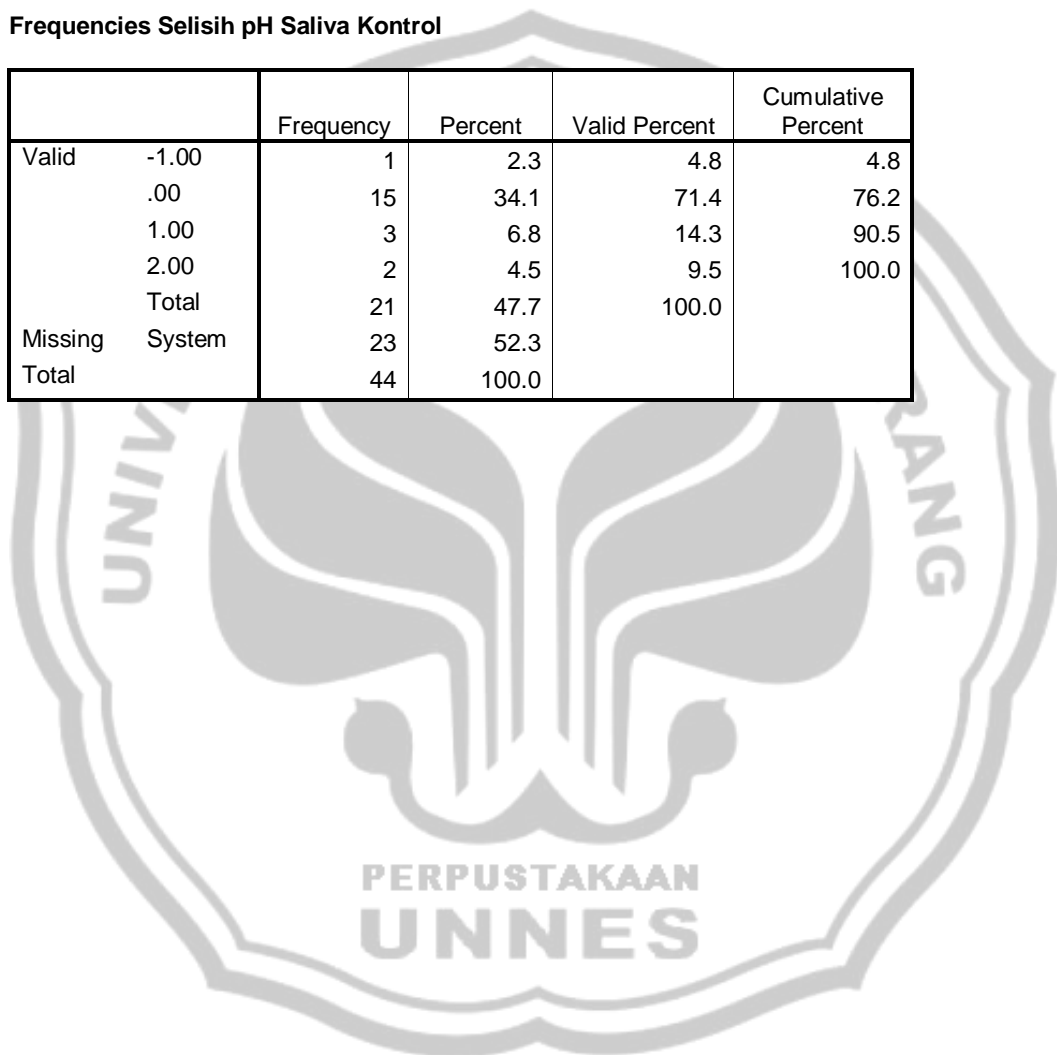 Frequencies Selisih pH Saliva Kontrol
Frequency Percent Valid Percent Cumulative Percent
Valid -1.00 1 2.3 4.8 4.8
.00 15 34.1 71.4 76.2
1.00 3 6.8 14.3 90.5
2.00 2 4.5 9.5 100.0
Total 21 47.7 100.0
Missing System 23 52.3
Total 44 100.0
PERPUSTAKAAN
UNNES